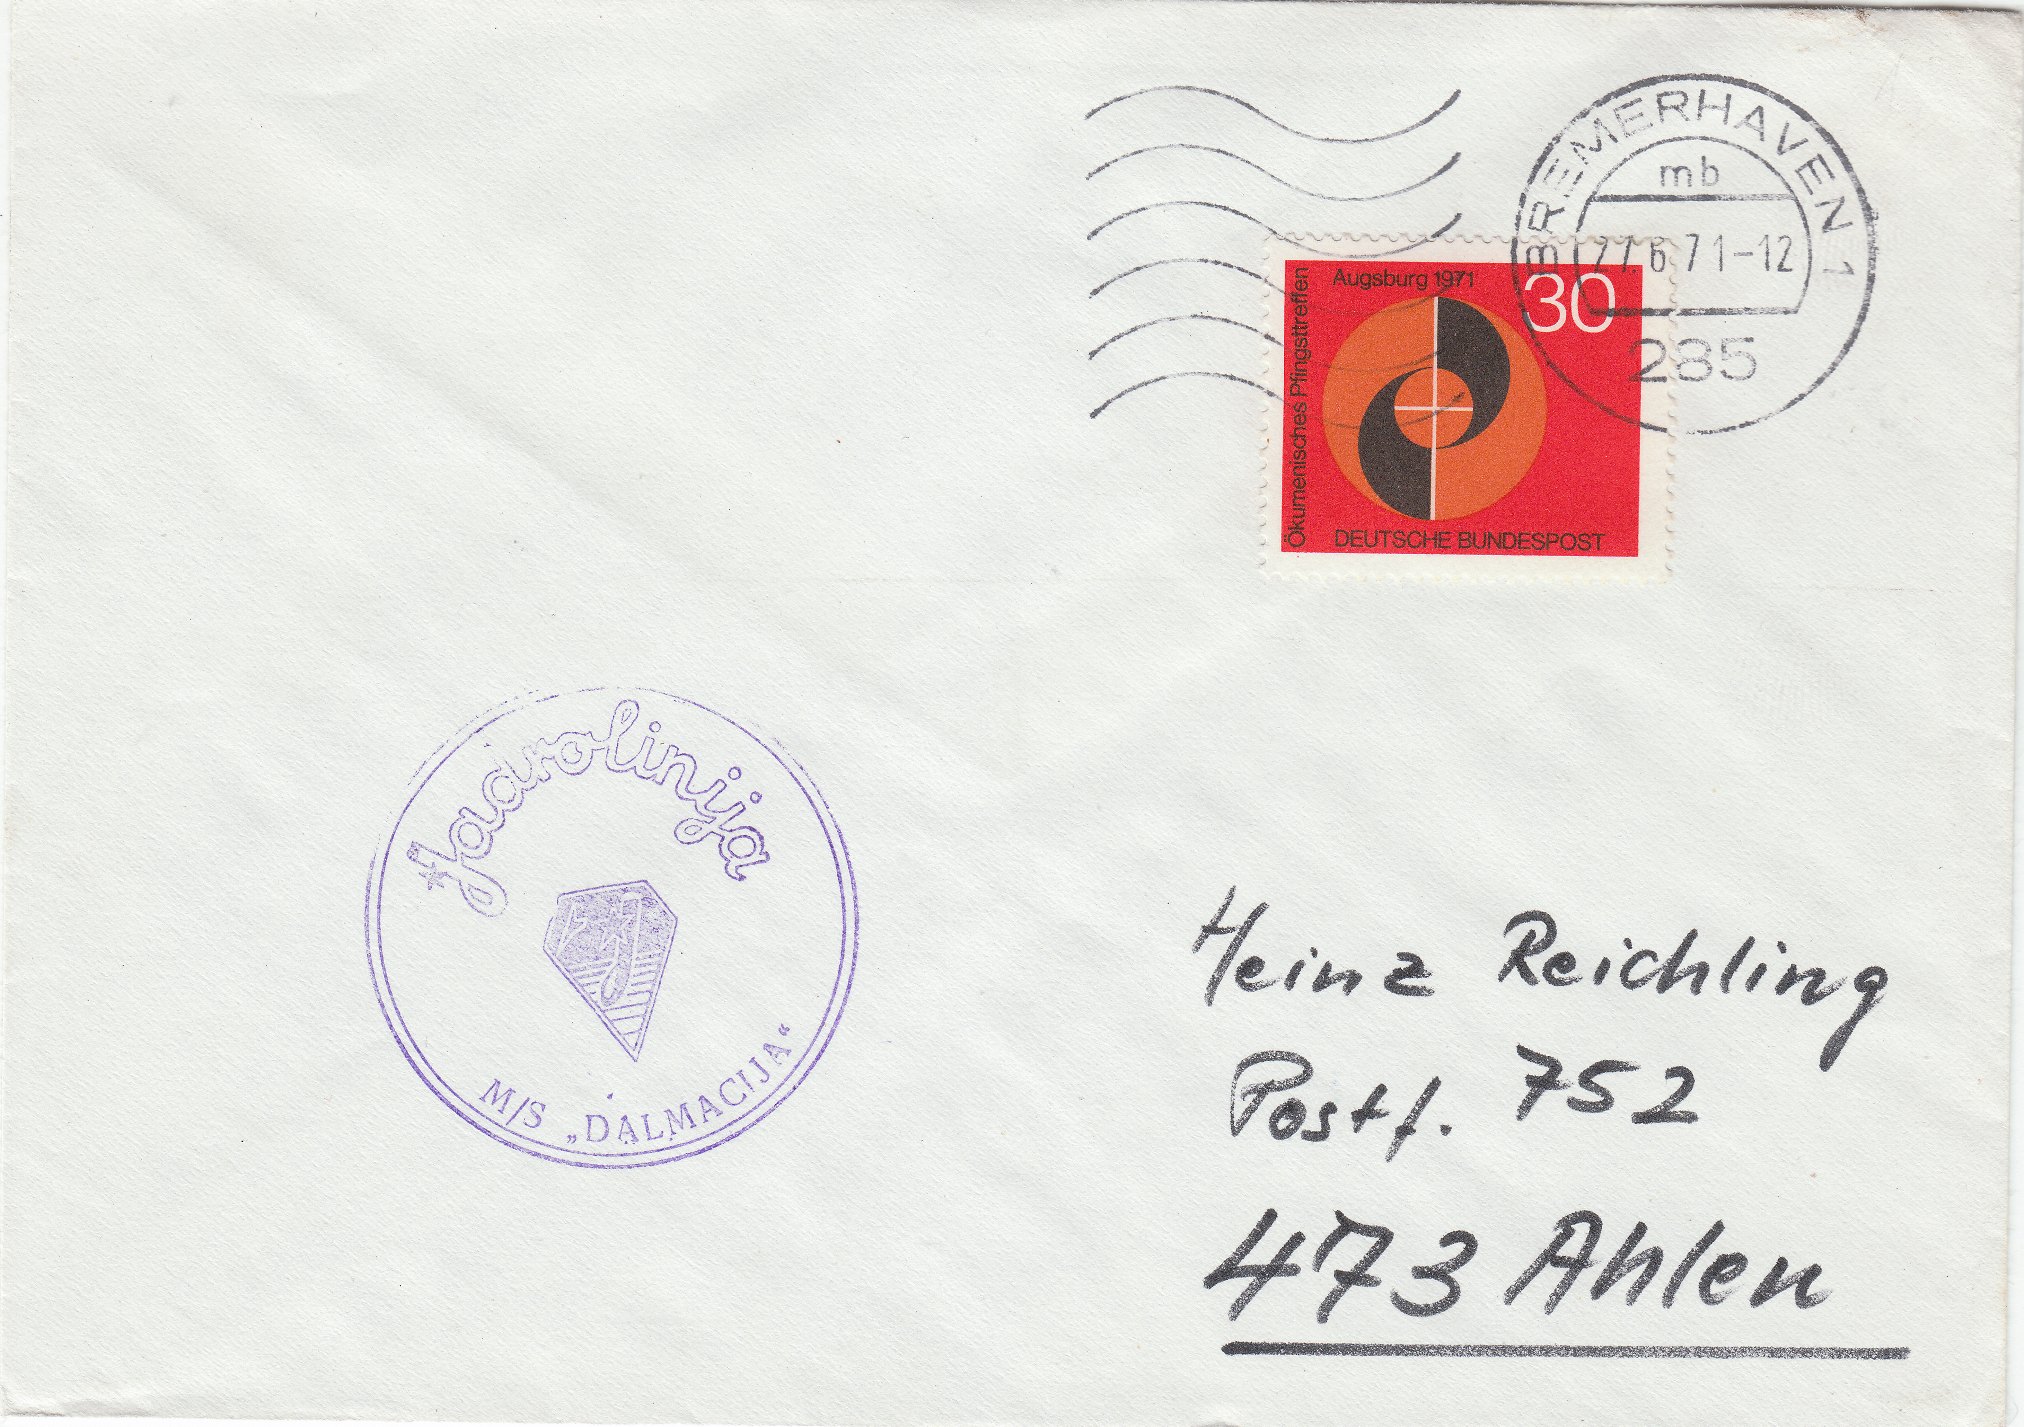 BREMERHAVEN 1
mb
27.6.71-12
285
Augsburg 1971
30
Ökumenisches Pfingsttreffen
DEUTSCHE BUNDESPOST
Jadrolinija
M/S „DALMACIJA“
Heinz Reichling
Postf. 752
473 Ahlen